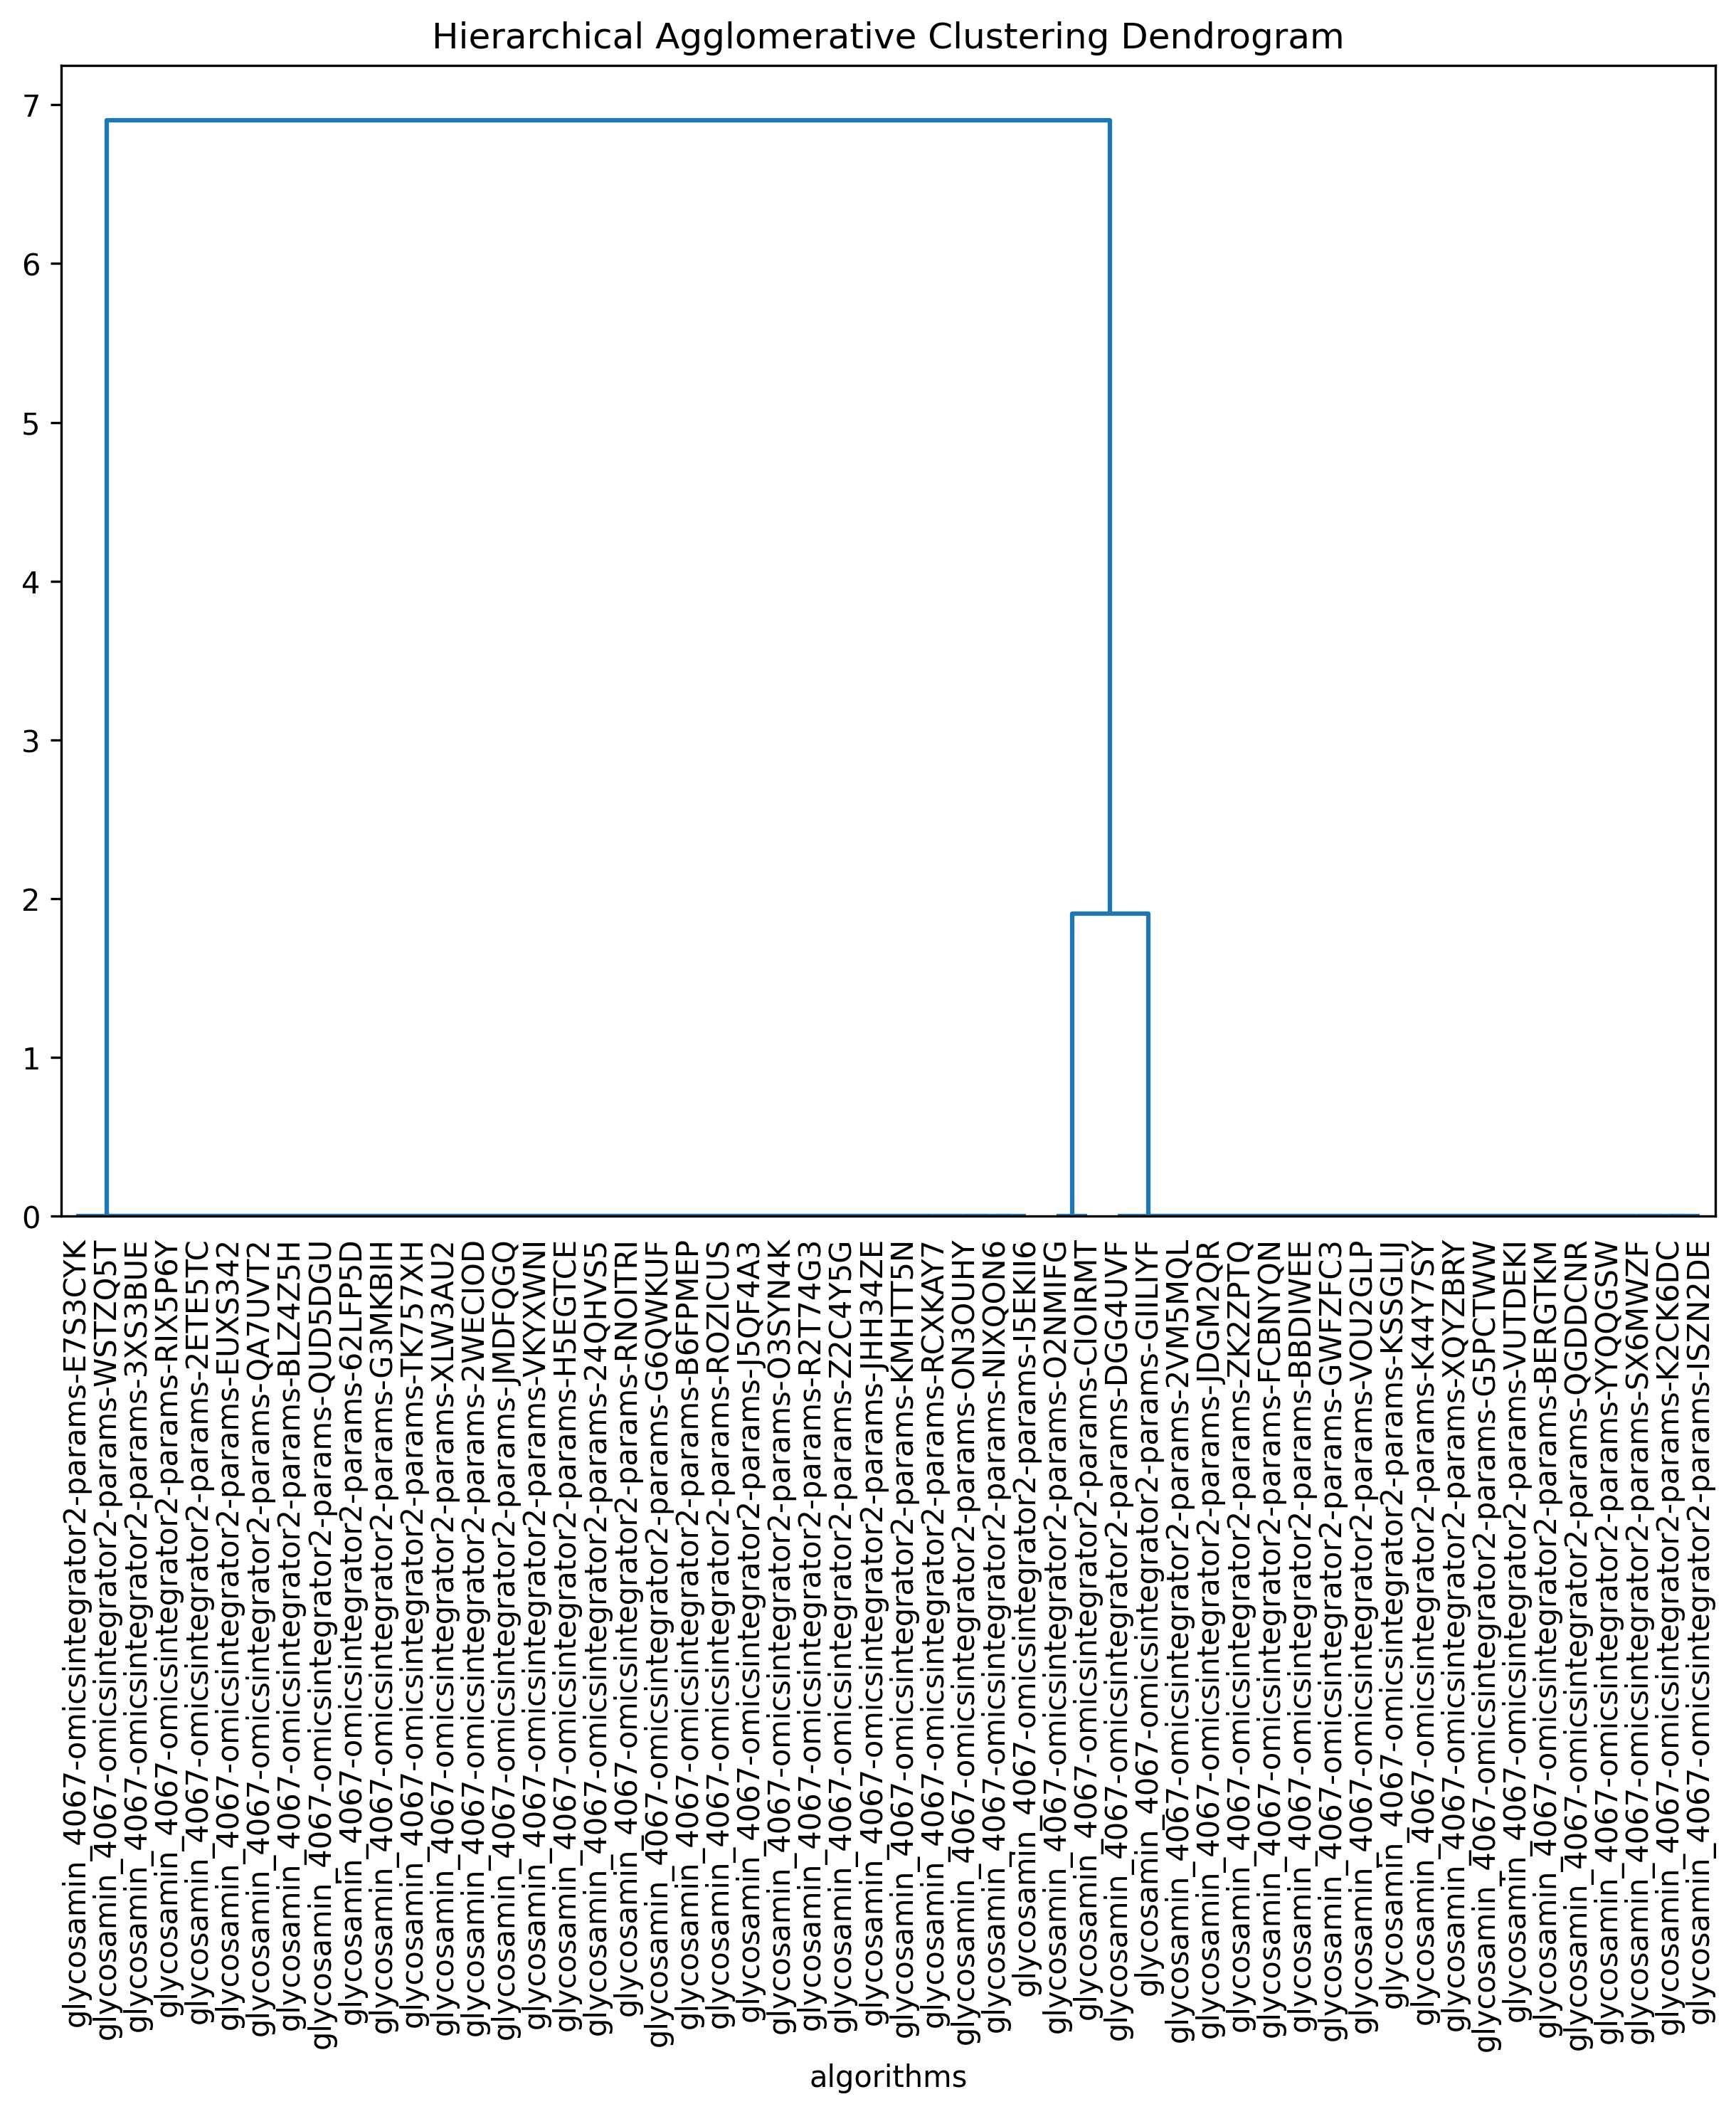 Hierarchical Agglomerative Clustering Dendrogram
7
6
5
4
3
2
1
0
glycosamin_4067-omicsintegrator2-params-E7S3CYK
glycosamin_4067-omicsintegrator2-params-WSTZQ5T
glycosamin_4067-omicsintegrator2-params-3XS3BUE
glycosamin_4067-omicsintegrator2-params-RIX5P6Y
glycosamin_4067-omicsintegrator2-params-2ETE5TC
glycosamin_4067-omicsintegrator2-params-EUXS342
glycosamin_4067-omicsintegrator2-params-QA7UVT2
glycosamin_4067-omicsintegrator2-params-BLZ4Z5H
glycosamin_4067-omicsintegrator2-params-QUD5DGU
glycosamin_4067-omicsintegrator2-params-62LFP5D
glycosamin_4067-omicsintegrator2-params-G3MKBIH
glycosamin_4067-omicsintegrator2-params-TK757XH
glycosamin_4067-omicsintegrator2-params-XLW3AU2
glycosamin_4067-omicsintegrator2-params-2WECIOD
glycosamin_4067-omicsintegrator2-params-JMDFQGQ
glycosamin_4067-omicsintegrator2-params-VKYXWNI
glycosamin_4067-omicsintegrator2-params-H5EGTCE
glycosamin_4067-omicsintegrator2-params-24QHVS5
glycosamin_4067-omicsintegrator2-params-RNOITRI
glycosamin_4067-omicsintegrator2-params-G6QWKUF
glycosamin_4067-omicsintegrator2-params-B6FPMEP
glycosamin_4067-omicsintegrator2-params-ROZICUS
glycosamin_4067-omicsintegrator2-params-J5QF4A3
glycosamin_4067-omicsintegrator2-params-O3SYN4K
glycosamin_4067-omicsintegrator2-params-R2T74G3
glycosamin_4067-omicsintegrator2-params-Z2C4Y5G
glycosamin_4067-omicsintegrator2-params-JHH34ZE
glycosamin_4067-omicsintegrator2-params-KMHTT5N
glycosamin_4067-omicsintegrator2-params-RCXKAY7
glycosamin_4067-omicsintegrator2-params-ON3OUHY
glycosamin_4067-omicsintegrator2-params-NIXQON6
glycosamin_4067-omicsintegrator2-params-I5EKII6
glycosamin_4067-omicsintegrator2-params-O2NMIFG
glycosamin_4067-omicsintegrator2-params-CIOIRMT
glycosamin_4067-omicsintegrator2-params-DGG4UVF
glycosamin_4067-omicsintegrator2-params-GIILIYF
glycosamin_4067-omicsintegrator2-params-2VM5MQL
glycosamin_4067-omicsintegrator2-params-JDGM2QR
glycosamin_4067-omicsintegrator2-params-ZK2ZPTQ
glycosamin_4067-omicsintegrator2-params-FCBNYQN
glycosamin_4067-omicsintegrator2-params-BBDIWEE
glycosamin_4067-omicsintegrator2-params-GWFZFC3
glycosamin_4067-omicsintegrator2-params-VOU2GLP
glycosamin_4067-omicsintegrator2-params-KSSGLIJ
glycosamin_4067-omicsintegrator2-params-K44Y7SY
glycosamin_4067-omicsintegrator2-params-XQYZBRY
glycosamin_4067-omicsintegrator2-params-G5PCTWW
glycosamin_4067-omicsintegrator2-params-VUTDEKI
glycosamin_4067-omicsintegrator2-params-BERGTKM
glycosamin_4067-omicsintegrator2-params-QGDDCNR
glycosamin_4067-omicsintegrator2-params-YYQQGSW
glycosamin_4067-omicsintegrator2-params-SX6MWZF
glycosamin_4067-omicsintegrator2-params-K2CK6DC
glycosamin_4067-omicsintegrator2-params-ISZN2DE
algorithms